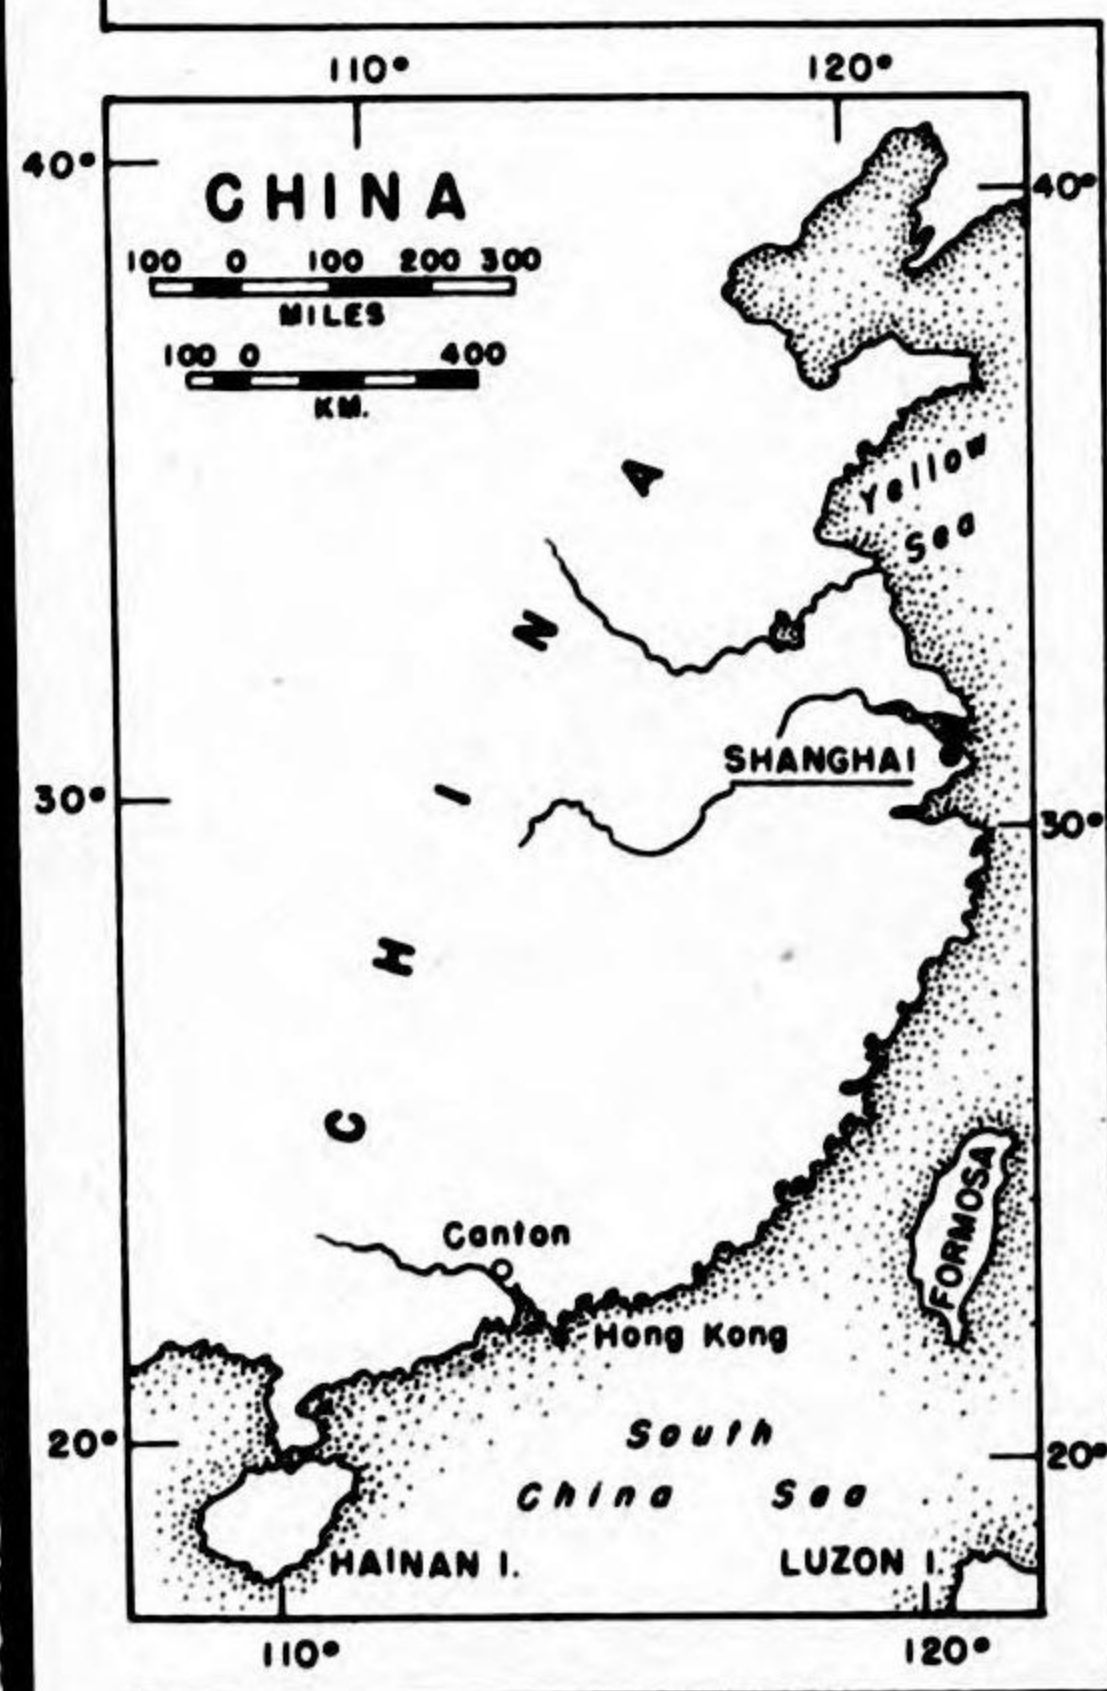 110° 120°
40° 40°
CHINA
100 0 100 200 300
MILES
100 0 400
KM.
A
Yellow
Sea
N
SHANGHAI
I
30° 30°
H
C
FORMOSA
Canton
Hong Kong
20° 20°
South
China Sea
HAINAN I. LUZON I.
110° 120°